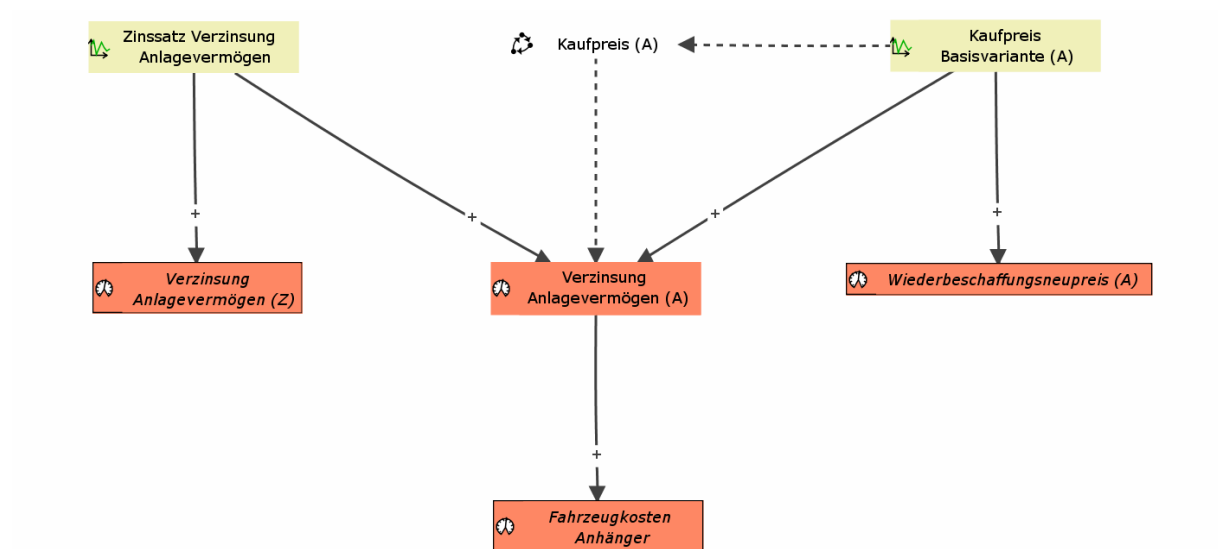 Zinssatz Verzinsung
Anlagevermögen
Kaufpreis (A)
Kaufpreis
Basisvariante (A)
+
+
+
+
Verzinsung
Anlagevermögen (Z)
Verzinsung
Anlagevermögen (A)
Wiederbeschaffungsneupreis (A)
+
Fahrzeugkosten
Anhänger